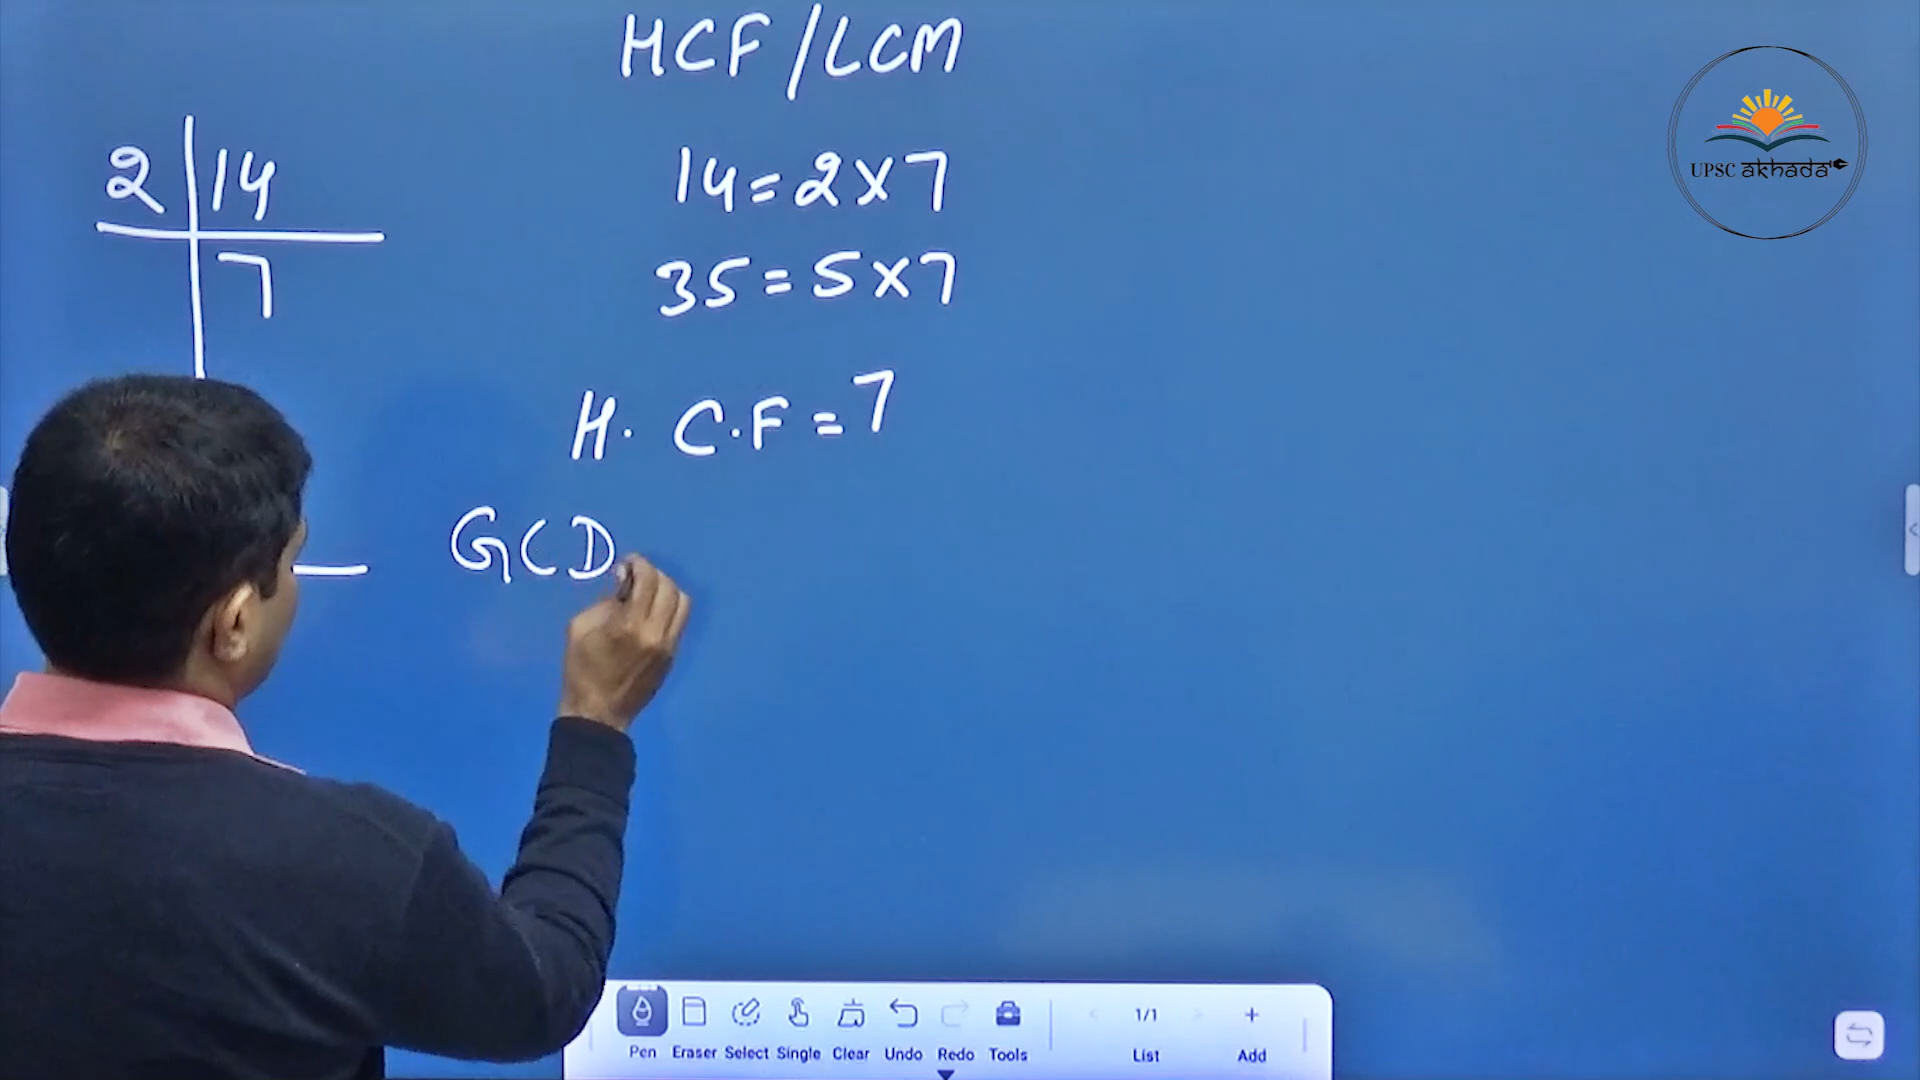 HCF/LCM
2 14
7
14=2×7
35=5×7
H. C.F=7
GCD
UPSC akhada
Pen Eraser Select Single Clear Undo Redo Tools
1/1
List
Add